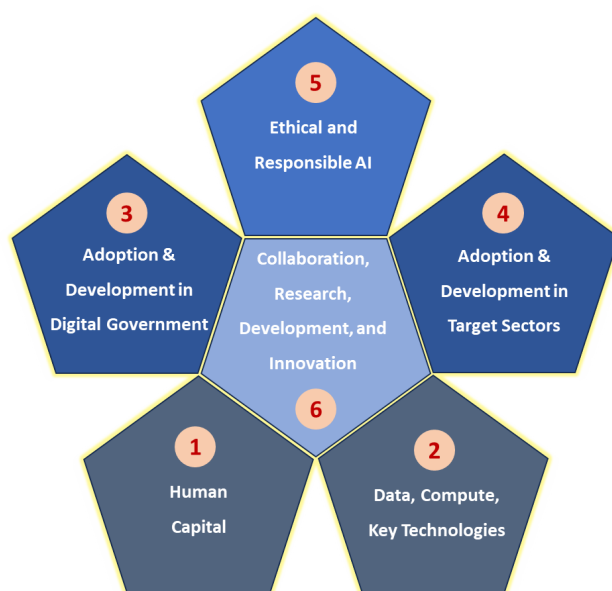 5
Ethical and
Responsible AI
3
Adoption &
Development in
Digital Government
4
Adoption &
Development in
Target Sectors
Collaboration,
Research,
Development, and
Innovation
6
1
Human
Capital
2
Data, Compute,
Key Technologies